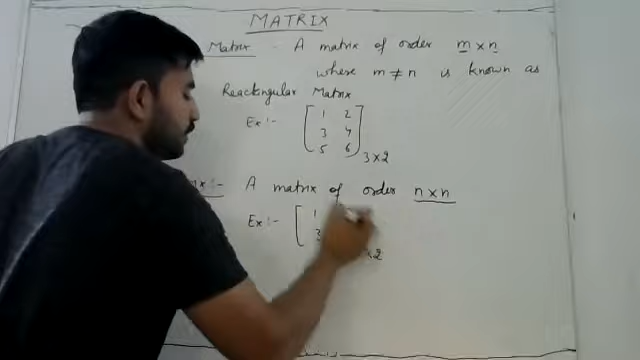 MATRIX
Matrix - A matrix of order m×n
where m≠n is known as
Reactangular Matrix
Ex:- [ 1 2
3 4
5 6 ] 3×2
A matrix of order n×n
Ex:- [ 1
3
×2